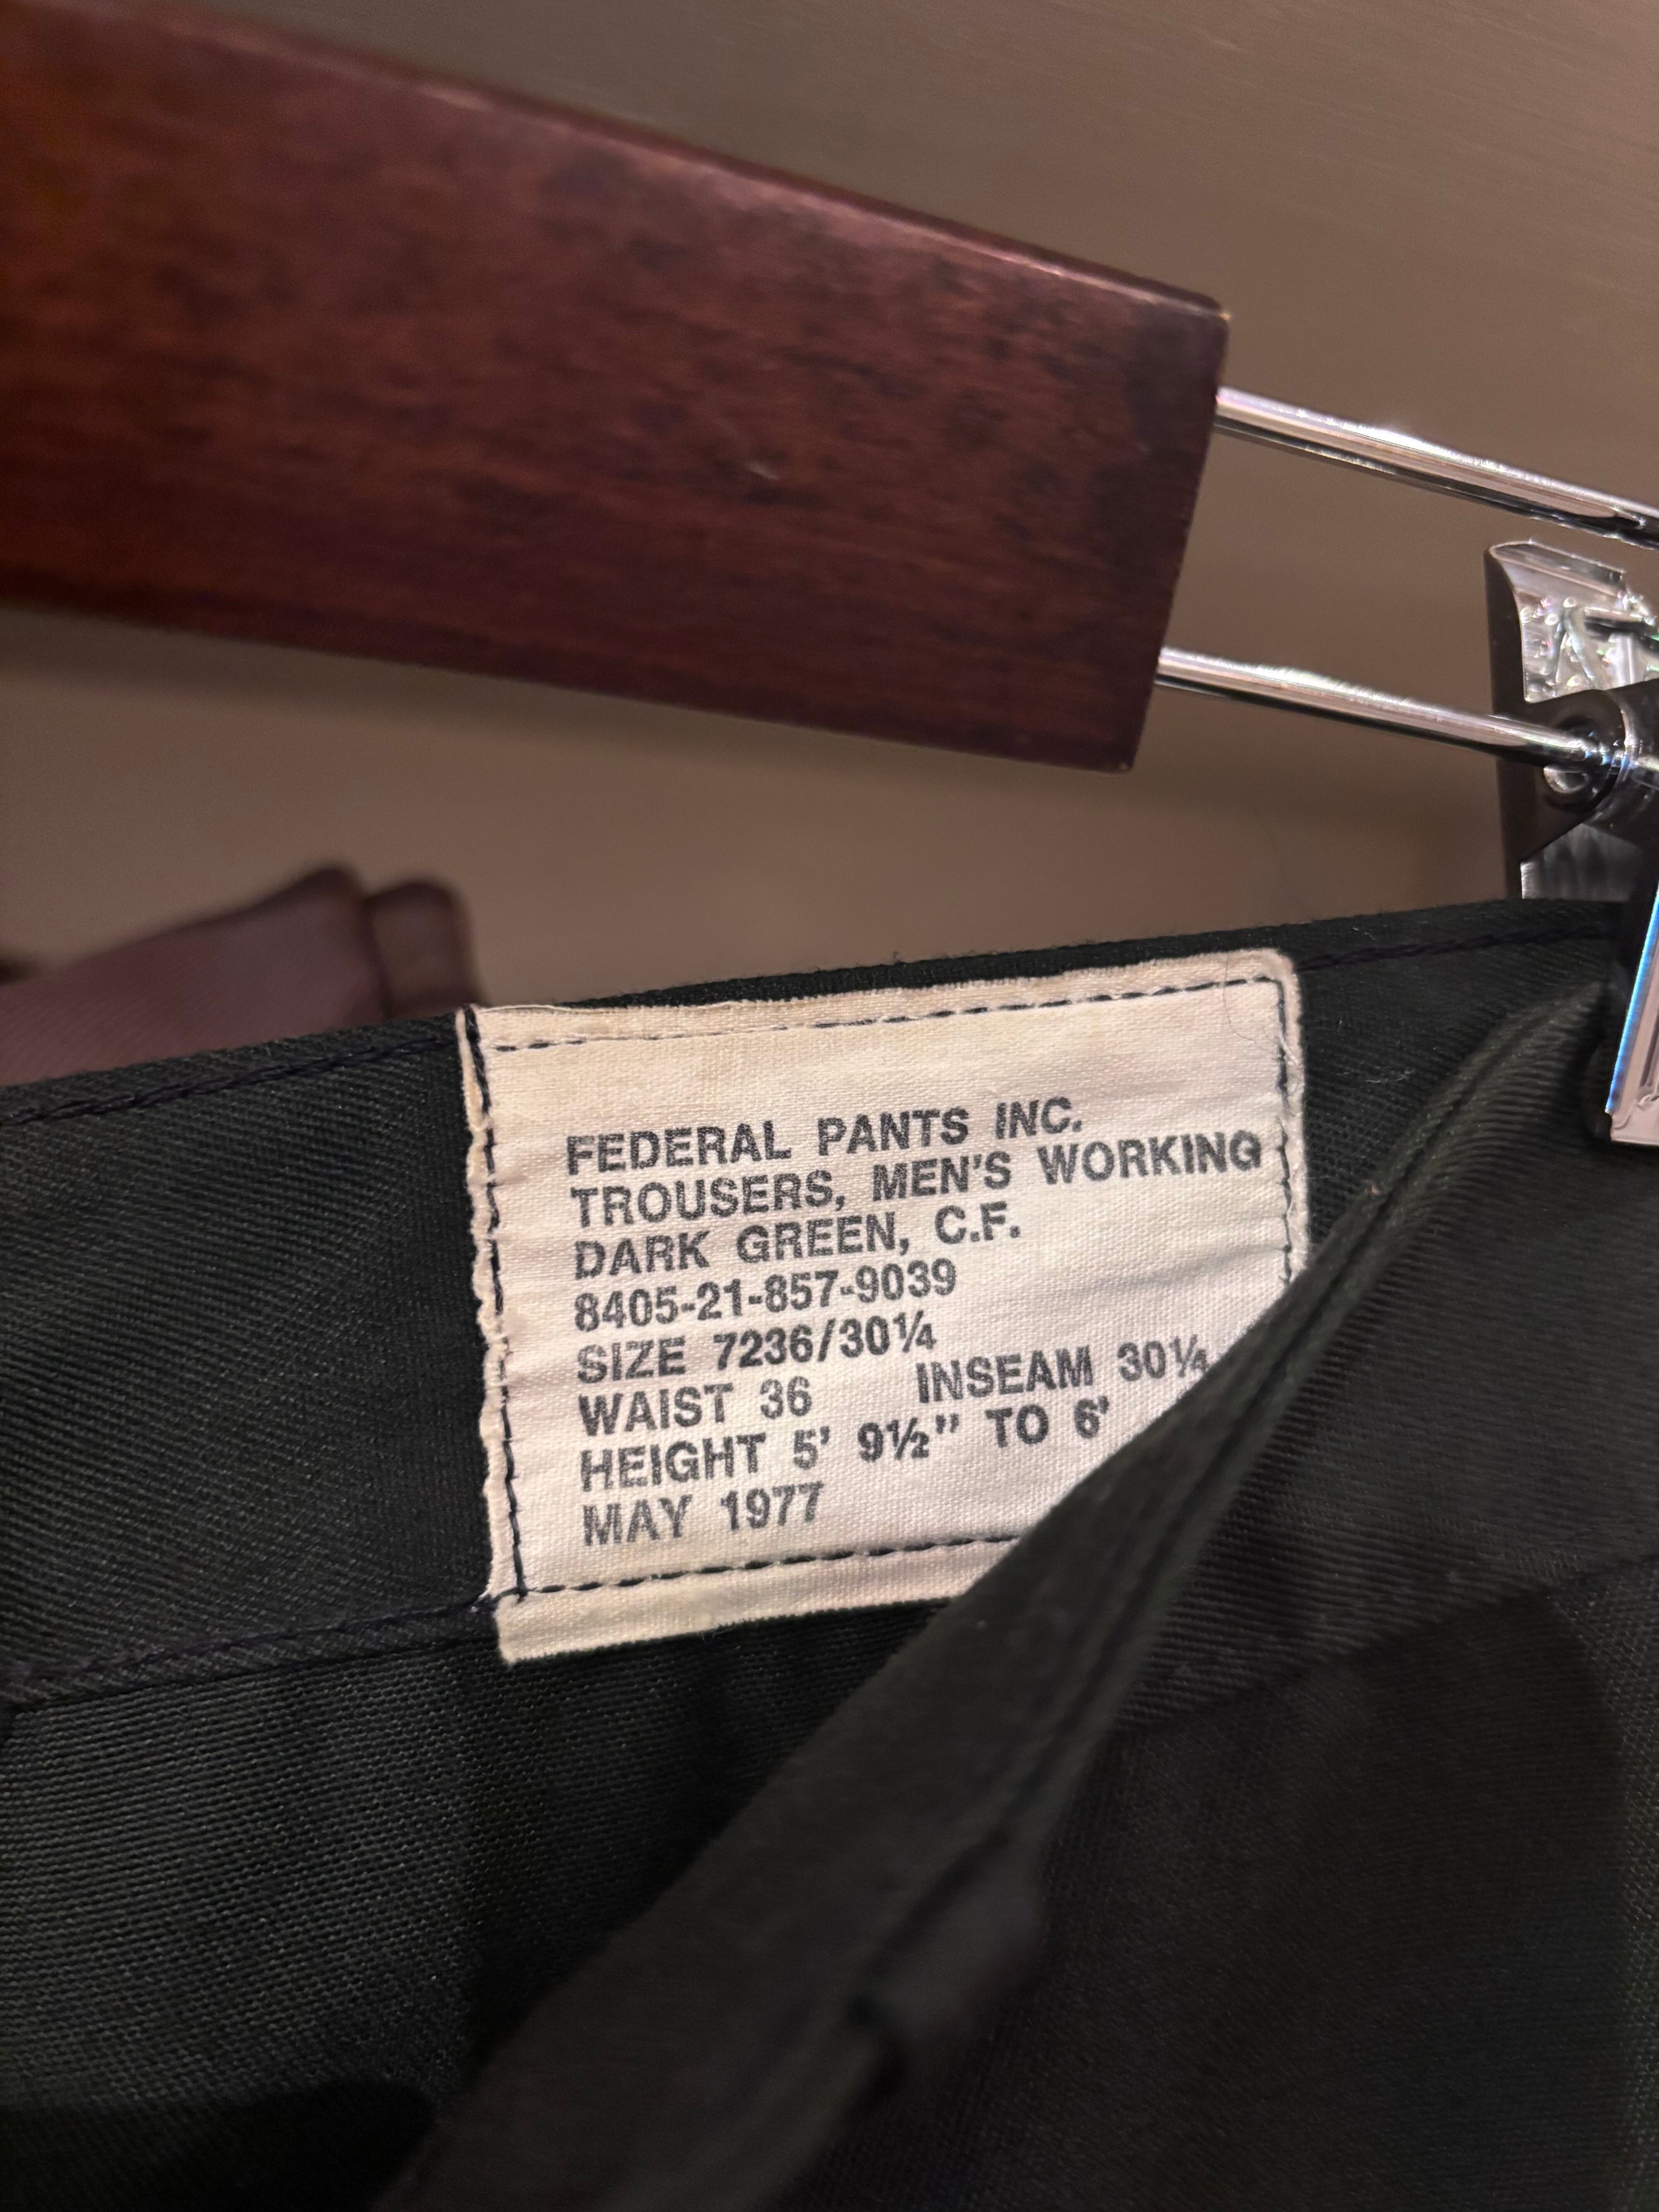 FEDERAL PANTS INC.
TROUSERS, MEN'S WORKING
DARK GREEN, C.F.
8405-21-857-9039
SIZE 7236/30¼
WAIST 36 INSEAM 30¼
HEIGHT 5' 9½" TO 6'
MAY 1977